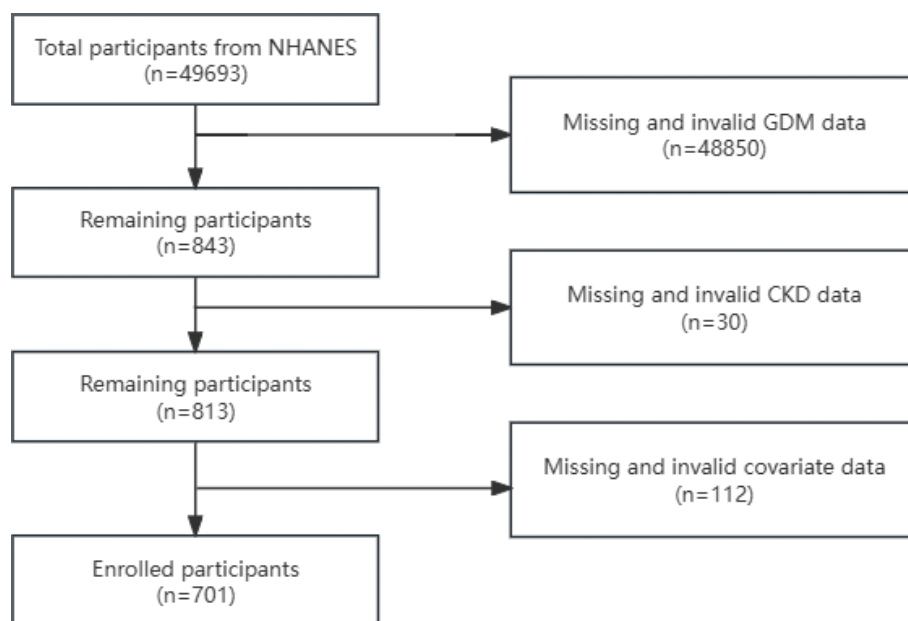 Total participants from NHANES
(n=49693)
Missing and invalid GDM data
(n=48850)
Remaining participants
(n=843)
Missing and invalid CKD data
(n=30)
Remaining participants
(n=813)
Missing and invalid covariate data
(n=112)
Enrolled participants
(n=701)